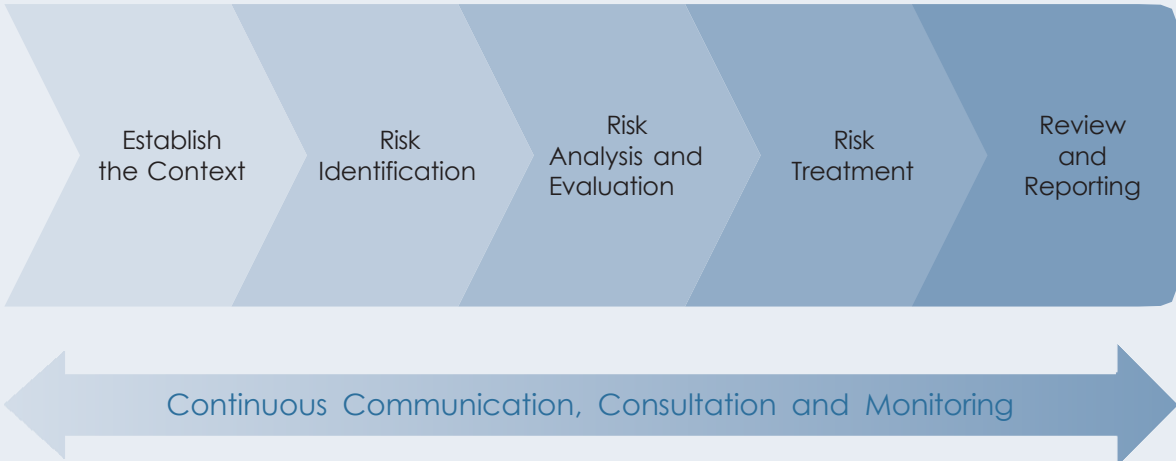 Establish
the Context
Risk
Identification
Risk
Analysis and
Evaluation
Risk
Treatment
Review
and
Reporting
Continuous Communication, Consultation and Monitoring